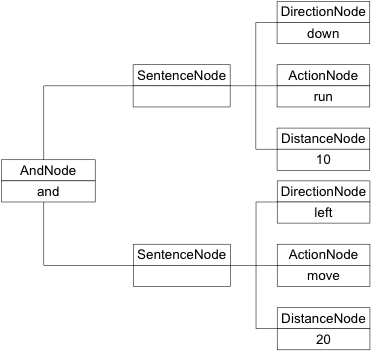 DirectionNode
down
SentenceNode
ActionNode
run
DistanceNode
10
AndNode
and
DirectionNode
left
SentenceNode
ActionNode
move
DistanceNode
20